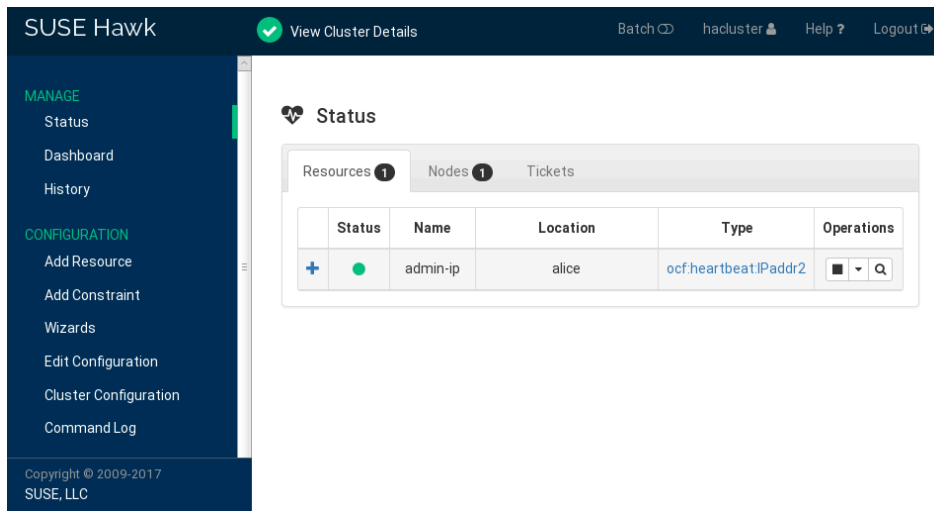 SUSE Hawk
View Cluster Details
Batch
hacluster
Help ?
Logout
MANAGE
Status
Dashboard
History
CONFIGURATION
Add Resource
Add Constraint
Wizards
Edit Configuration
Cluster Configuration
Command Log
Copyright © 2009-2017
SUSE, LLC
Status
Resources 1 Nodes 1 Tickets
Status Name Location Type Operations
admin-ip alice ocf:heartbeat:IPaddr2